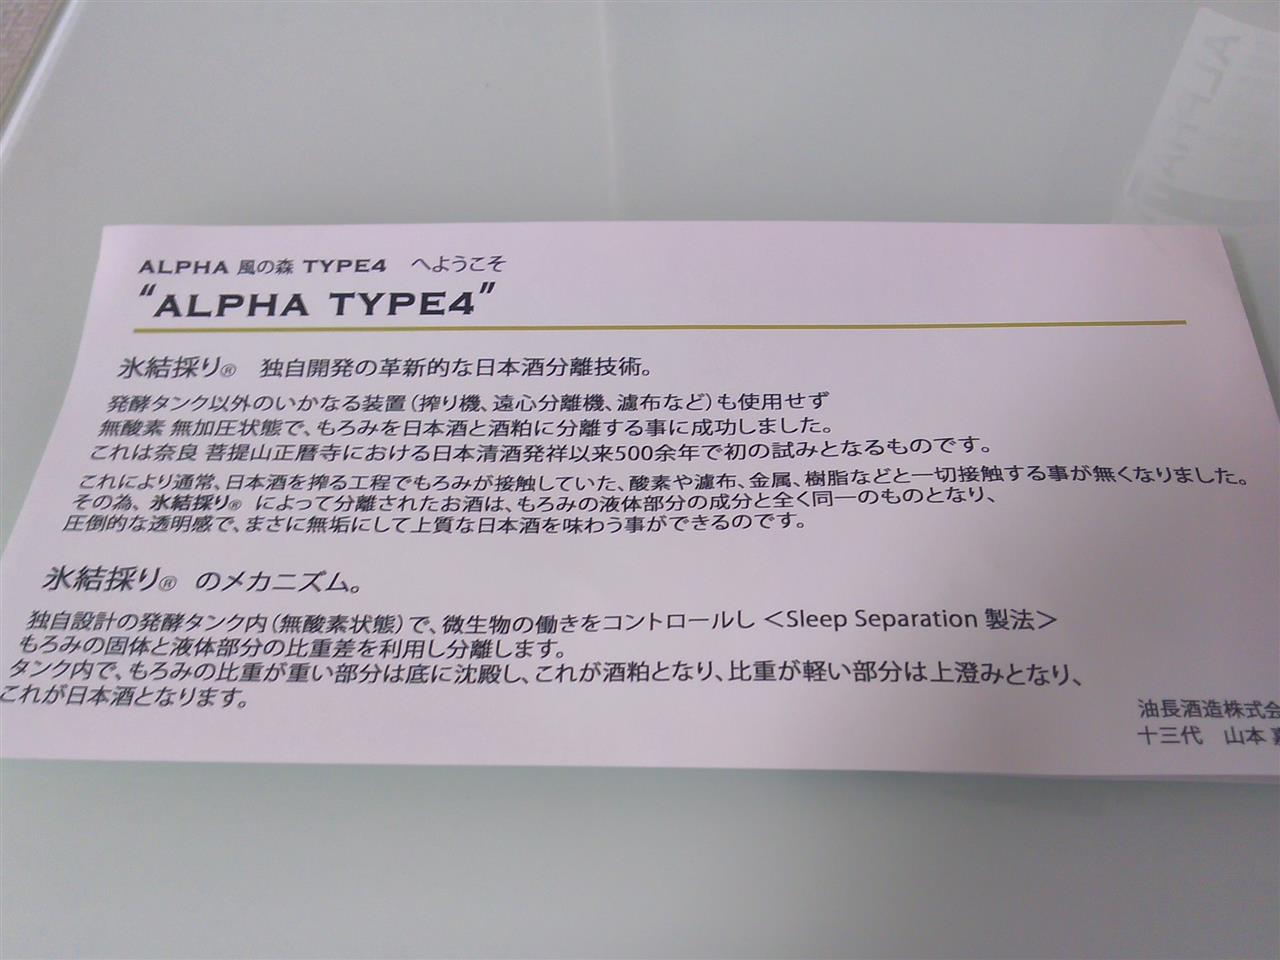 ALPHA 風の森 TYPE4 へようこそ
“ALPHA TYPE4”
氷結採り® 独自開発の革新的な日本酒分離技術。
発酵タンク以外のいかなる装置（搾り機、遠心分離機、濾布など）も使用せず
無酸素 無加圧状態で、もろみを日本酒と酒粕に分離する事に成功しました。
これは奈良 菩提山正暦寺における日本清酒発祥以来500余年で初の試みとなるものです。
これにより通常、日本酒を搾る工程でもろみが接触していた、酸素や濾布、金属、樹脂などと一切接触する事が無くなりました。
その為、氷結採り® によって分離されたお酒は、もろみの液体部分の成分と全く同一のものとなり、
圧倒的な透明感で、まさに無垢にして上質な日本酒を味わう事ができるのです。
氷結採り® のメカニズム。
独自設計の発酵タンク内（無酸素状態）で、微生物の働きをコントロールし＜Sleep Separation 製法＞
もろみの固体と液体部分の比重差を利用し分離します。
タンク内で、もろみの比重が重い部分は底に沈殿し、これが酒粕となり、比重が軽い部分は上澄みとなり、
これが日本酒となります。
油長酒造株式会
十三代 山本
ALPHA